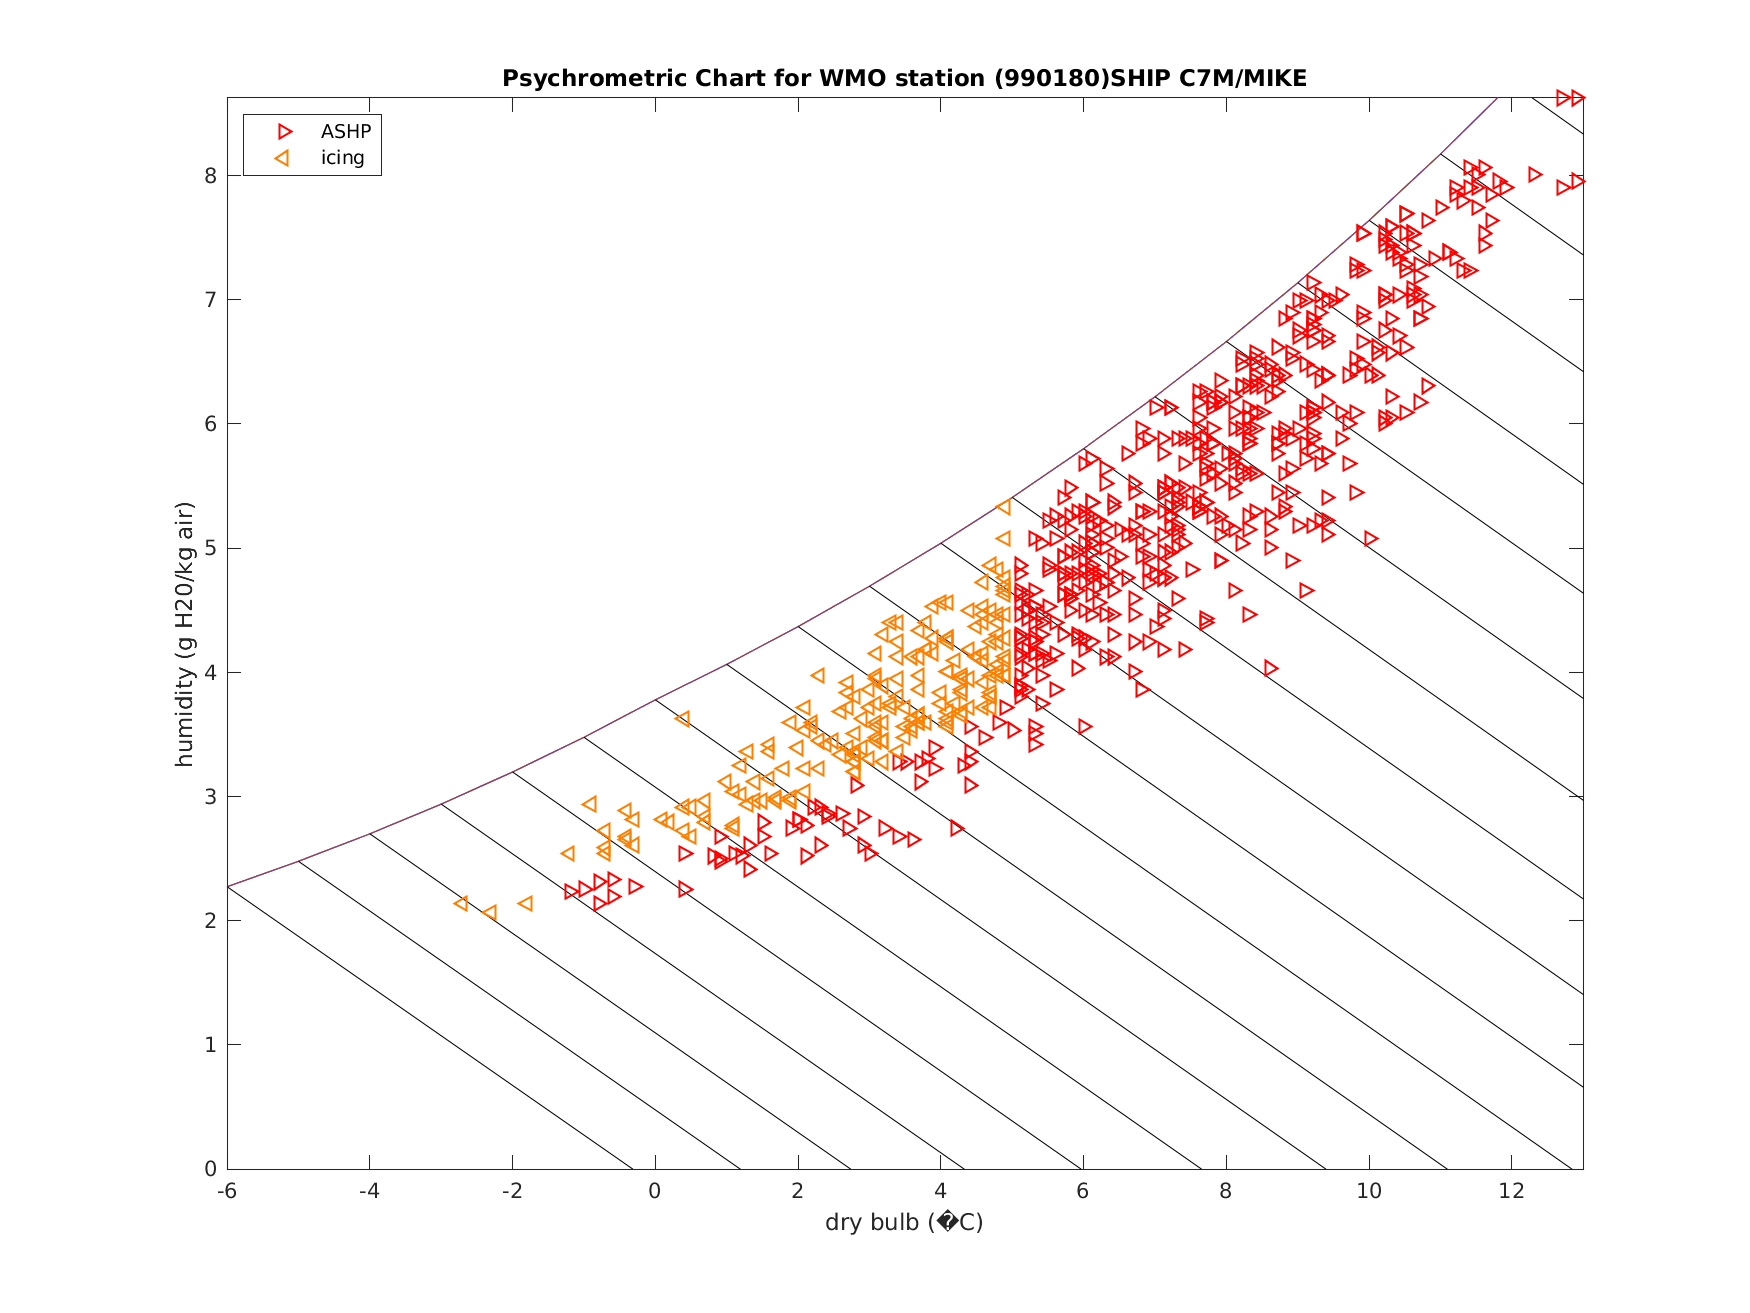 Psychrometric Chart for WMO station (990180)SHIP C7M/MIKE
ASHP
icing
humidity (g H20/kg air)
8
7
6
5
4
3
2
1
0
-6 -4 -2 0 2 4 6 8 10 12
dry bulb (�C)